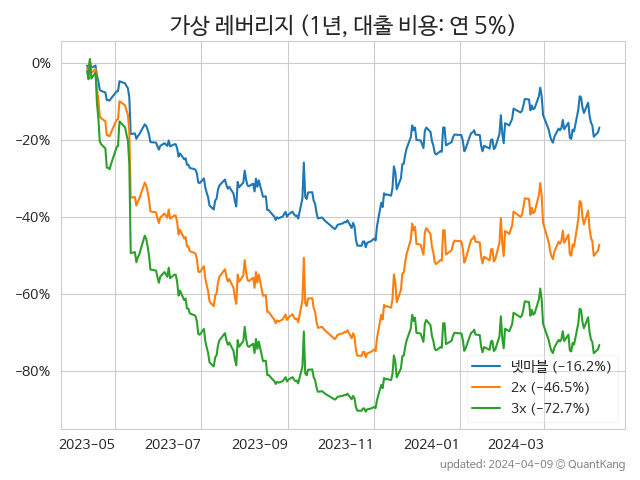 가상 레버리지 (1년, 대출 비용: 연 5%)
0%
−20%
−40%
−60%
−80%
넷마블 (−16.2%)
2x (−46.5%)
3x (−72.7%)
2023−05 2023−07 2023−09 2023−11 2024−01 2024−03
updated: 2024−04−09 © QuantKang